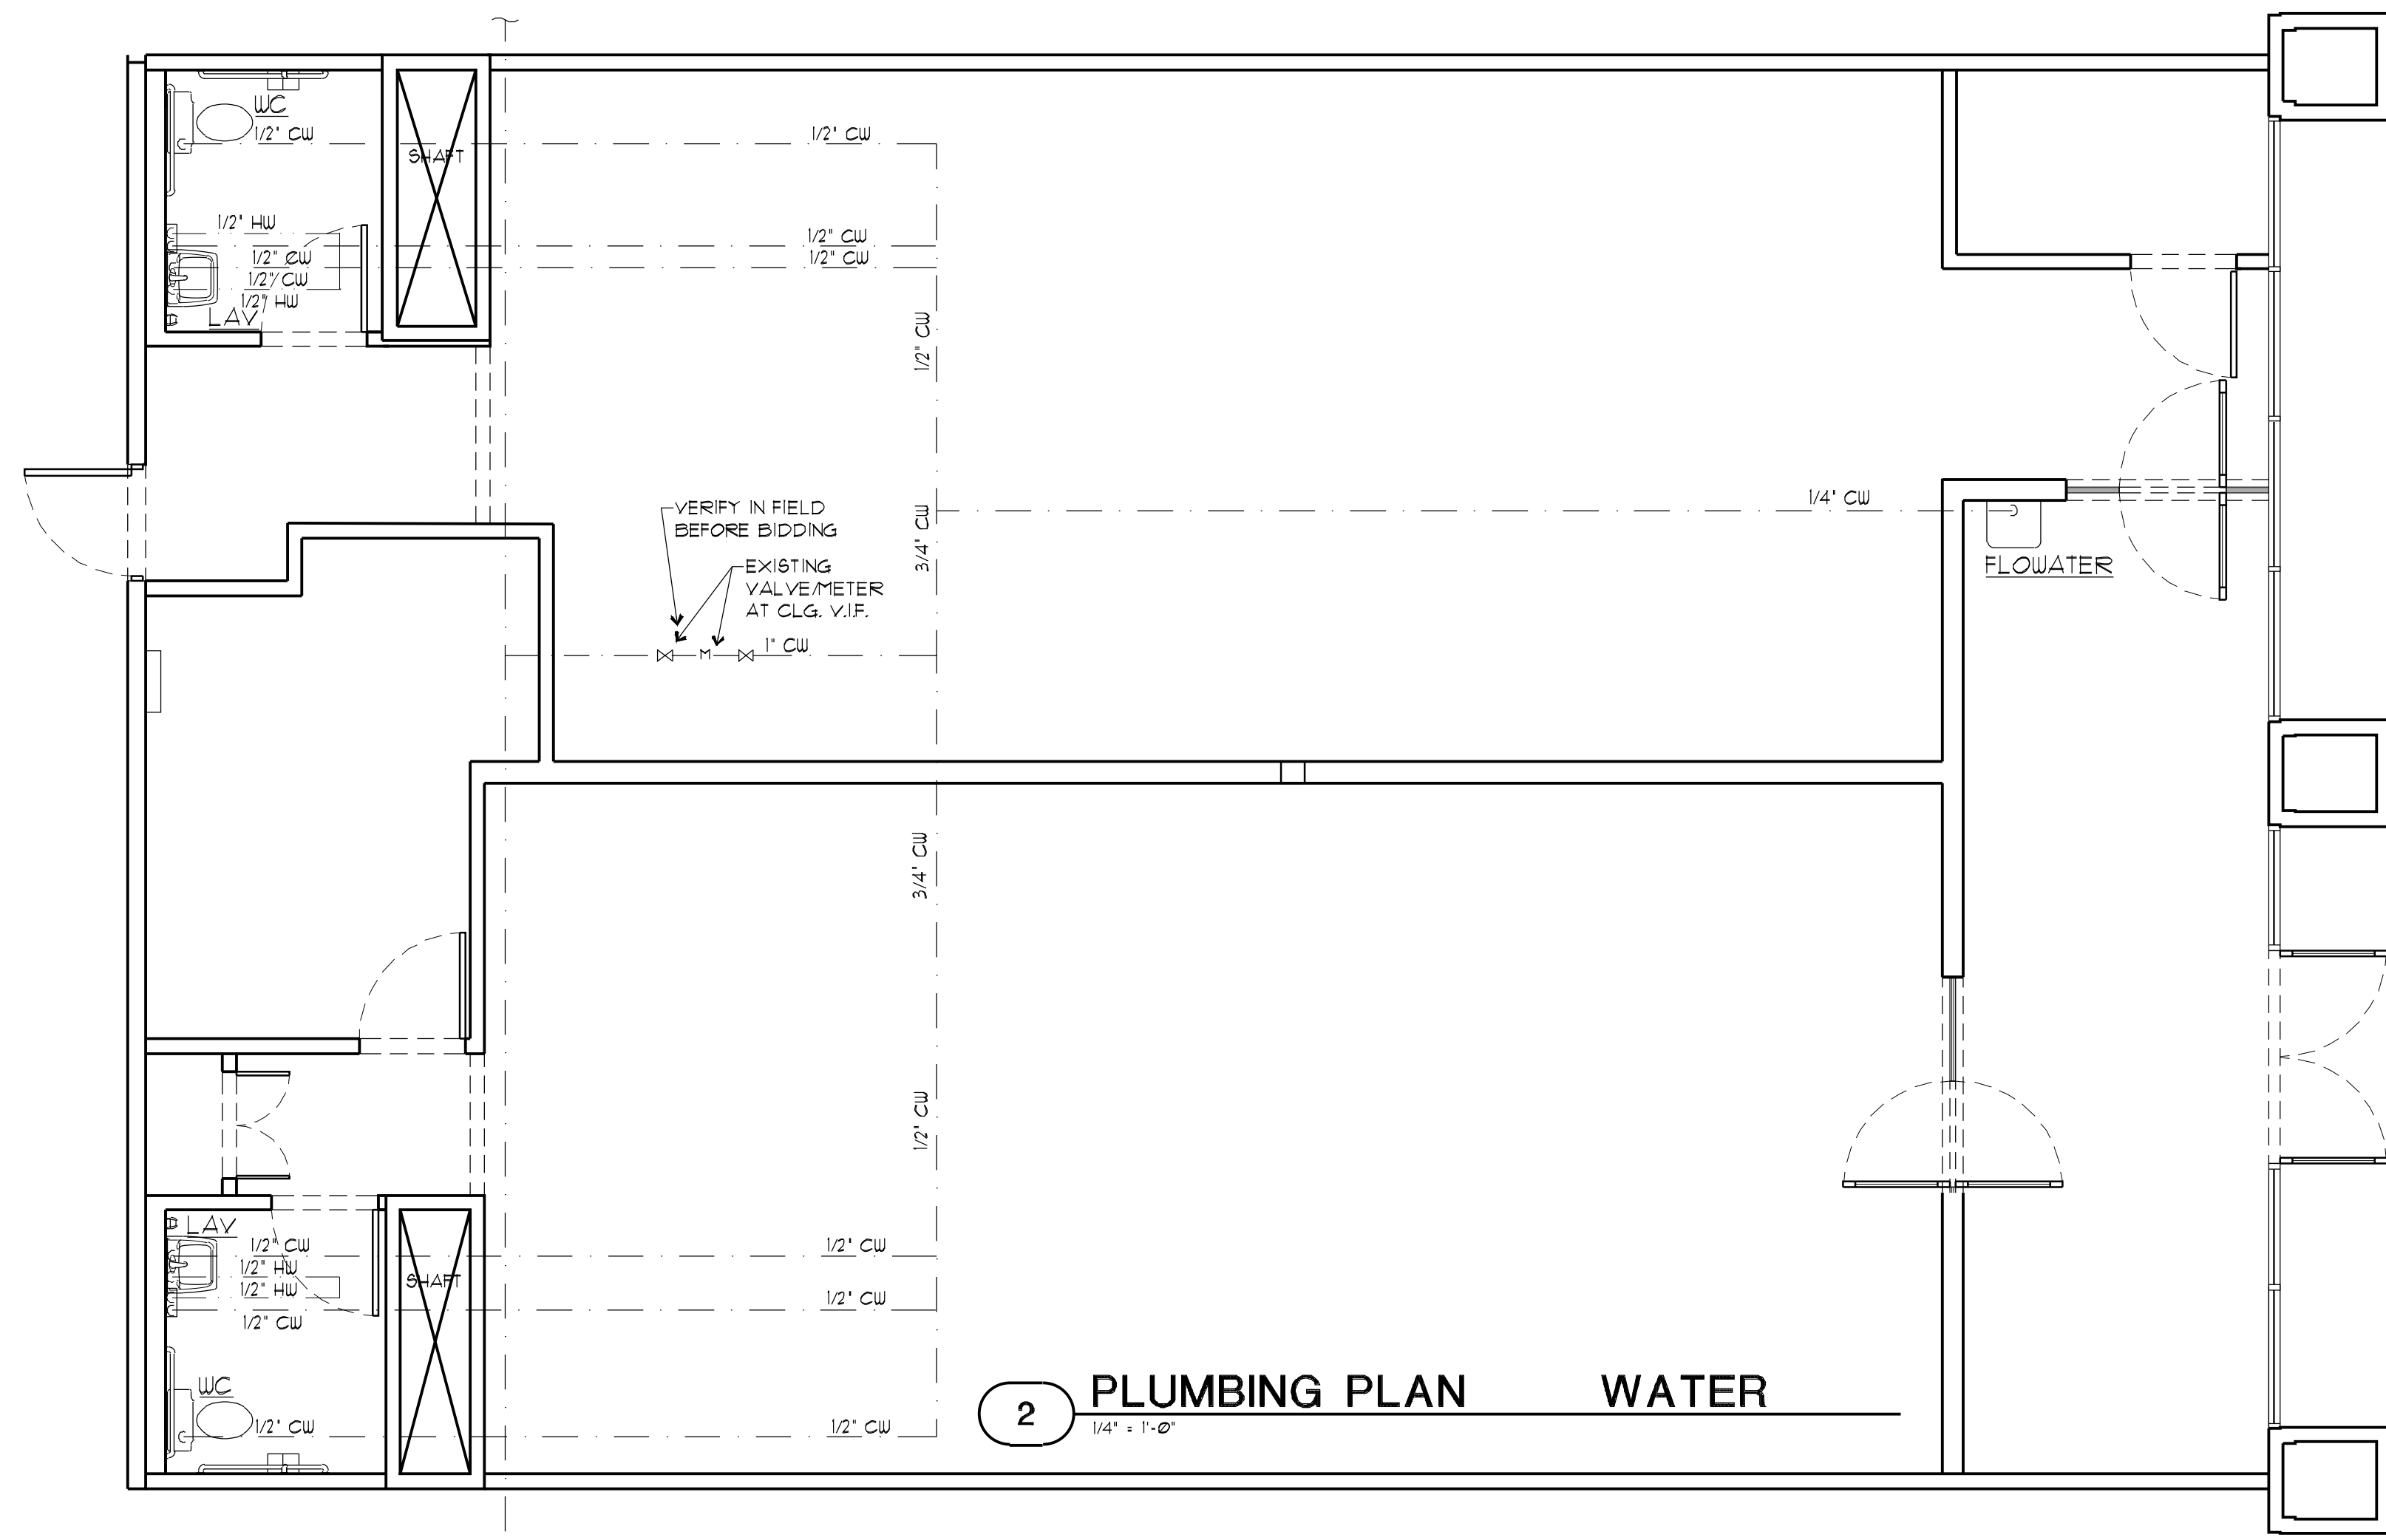 WC
1/2' CW
1/2' CW
SHAFT
1/2' HW
1/2" CW
1/2" CW
1/2" CW
1/2" CW
1/2" HW
LAV
1/2" CW
3/4' CW
1/4' CW
VERIFY IN FIELD
BEFORE BIDDING
EXISTING
VALVE/METER
AT CLG. V.I.F.
1" CW
M
FLOWATER
3/4' CW
1/2' CW
LAV
1/2" CW
1/2' CW
1/2" HW
1/2" HW
SHAFT
1/2' CW
1/2" CW
WC
1/2' CW
1/2" CW
2
PLUMBING PLAN WATER
1/4" = 1'-0"